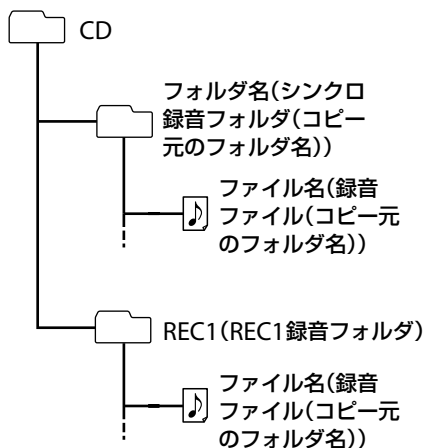 CD
フォルダ名(シンクロ
録音フォルダ(コピー
元のフォルダ名))
ファイル名(録音
ファイル(コピー元
のフォルダ名))
REC1(REC1録音フォルダ)
ファイル名(録音
ファイル(コピー元
のフォルダ名))